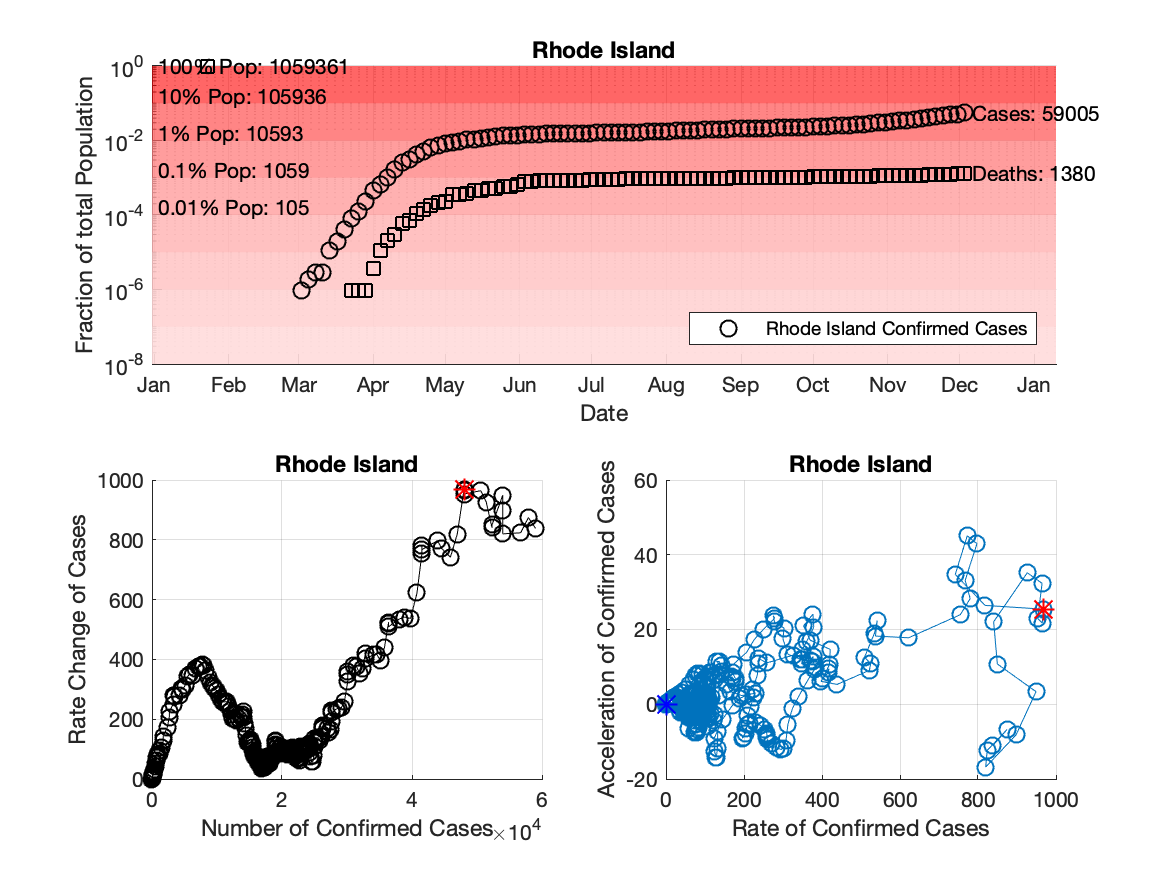 Rhode Island
Fraction of total Population
10^0
10^-2
10^-4
10^-6
10^-8
100% Pop: 1059361
10% Pop: 105936
1% Pop: 10593
0.1% Pop: 1059
0.01% Pop: 105
Cases: 59005
Deaths: 1380
Rhode Island Confirmed Cases
Jan Feb Mar Apr May Jun Jul Aug Sep Oct Nov Dec Jan
Date
Rhode Island
Rate Change of Cases
1000
800
600
400
200
0
0 2 4 6
Number of Confirmed Cases
×10^4
Rhode Island
Acceleration of Confirmed Cases
60
40
20
0
-20
0 200 400 600 800 1000
Rate of Confirmed Cases